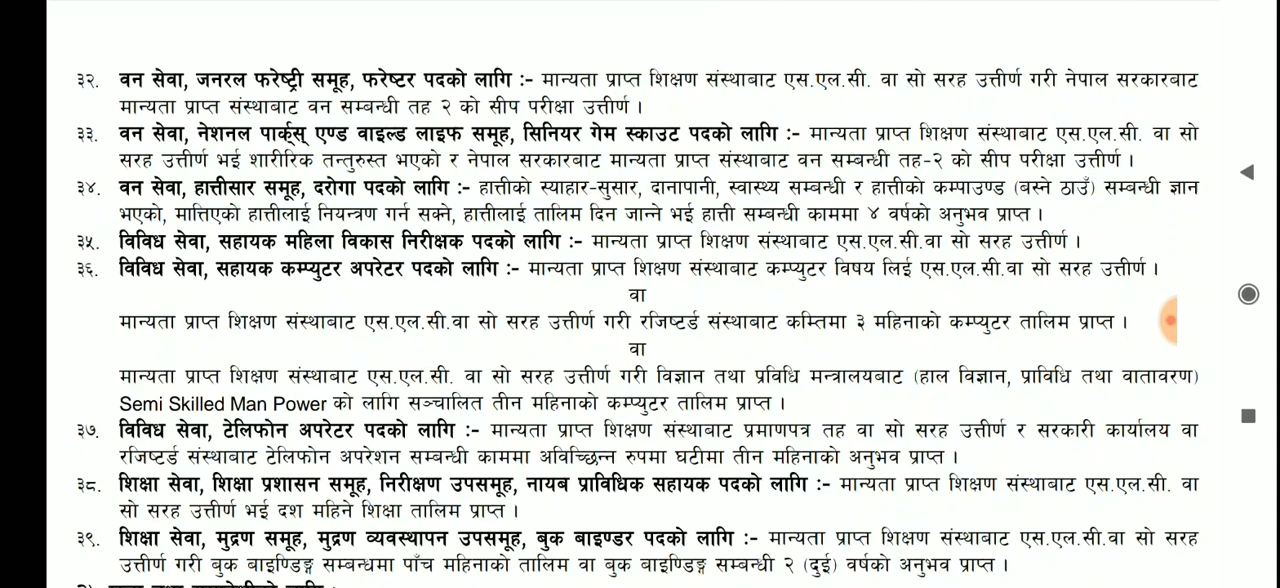 ३२. वन सेवा, जनरल फरेष्ट्री समूह, फरेष्टर पदको लागि :- मान्यता प्राप्त शिक्षण संस्थाबाट एस.एल.सी. वा सो सरह उत्तीर्ण गरी नेपाल सरकारबाट
मान्यता प्राप्त संस्थाबाट वन सम्बन्धी तह २ को सीप परीक्षा उत्तीर्ण ।
३३. वन सेवा, नेशनल पार्क्स् एण्ड वाइल्ड लाइफ समूह, सिनियर गेम स्काउट पदको लागि :- मान्यता प्राप्त शिक्षण संस्थाबाट एस.एल.सी. वा सो
सरह उत्तीर्ण भई शारीरिक तन्तुरुस्त भएको र नेपाल सरकारबाट मान्यता प्राप्त संस्थाबाट वन सम्बन्धी तह-२ को सीप परीक्षा उत्तीर्ण ।
३४. वन सेवा, हात्तीसार समूह, दरोगा पदको लागि :- हात्तीको स्याहार-सुसार, दानापानी, स्वास्थ्य सम्बन्धी र हात्तीको कम्पाउण्ड (बस्ने ठाउँ) सम्बन्धी ज्ञान
भएको, मात्तिएको हात्तीलाई नियन्त्रण गर्न सक्ने, हात्तीलाई तालिम दिन जान्ने भई हात्ती सम्बन्धी काममा ४ वर्षको अनुभव प्राप्त ।
३५. विविध सेवा, सहायक महिला विकास निरीक्षक पदको लागि :- मान्यता प्राप्त शिक्षण संस्थाबाट एस.एल.सी.वा सो सरह उत्तीर्ण ।
३६. विविध सेवा, सहायक कम्प्युटर अपरेटर पदको लागि :- मान्यता प्राप्त शिक्षण संस्थाबाट कम्प्युटर विषय लिई एस.एल.सी.वा सो सरह उत्तीर्ण ।
वा
मान्यता प्राप्त शिक्षण संस्थाबाट एस.एल.सी.वा सो सरह उत्तीर्ण गरी रजिष्टर्ड संस्थाबाट कम्तिमा ३ महिनाको कम्प्युटर तालिम प्राप्त ।
वा
मान्यता प्राप्त शिक्षण संस्थाबाट एस.एल.सी. वा सो सरह उत्तीर्ण गरी विज्ञान तथा प्रविधि मन्त्रालयबाट (हाल विज्ञान, प्राविधि तथा वातावरण)
Semi Skilled Man Power को लागि सञ्चालित तीन महिनाको कम्प्युटर तालिम प्राप्त ।
३७. विविध सेवा, टेलिफोन अपरेटर पदको लागि :- मान्यता प्राप्त शिक्षण संस्थाबाट प्रमाणपत्र तह वा सो सरह उत्तीर्ण र सरकारी कार्यालय वा
रजिष्टर्ड संस्थाबाट टेलिफोन अपरेशन सम्बन्धी काममा अविच्छिन्न रुपमा घटीमा तीन महिनाको अनुभव प्राप्त ।
३८. शिक्षा सेवा, शिक्षा प्रशासन समूह, निरीक्षण उपसमूह, नायब प्राविधिक सहायक पदको लागि :- मान्यता प्राप्त शिक्षण संस्थाबाट एस.एल.सी. वा
सो सरह उत्तीर्ण भई दश महिने शिक्षा तालिम प्राप्त ।
३९. शिक्षा सेवा, मुद्रण समूह, मुद्रण व्यवस्थापन उपसमूह, बुक बाइण्डर पदको लागि :- मान्यता प्राप्त शिक्षण संस्थाबाट एस.एल.सी.वा सो सरह
उत्तीर्ण गरी बुक बाइण्डिङ्ग सम्बन्धमा पाँच महिनाको तालिम वा बुक बाइण्डिङ्ग सम्बन्धी २ (दुई) वर्षको अनुभव प्राप्त ।